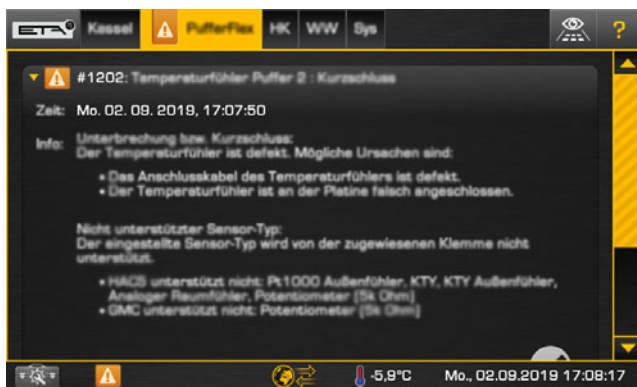 ETA Kessel PufferFlex HK WW Sys ?
#1202: Temperaturfühler Puffer 2 : Kurzschluss
Zeit: Mo. 02. 09. 2019, 17:07:50
Info: Unterbrechung bzw. Kurzschluss:
Der Temperaturfühler ist defekt. Mögliche Ursachen sind:
• Das Anschlusskabel des Temperaturfühlers ist defekt.
• Der Temperaturfühler ist an der Platine falsch angeschlossen.
Nicht unterstützter Sensor-Typ:
Der eingestellte Sensor-Typ wird von der zugewiesenen Klemme nicht
unterstützt.
• HACS unterstützt nicht: Pt1000 Außenfühler, KTY, KTY Außenfühler,
Analoger Raumfühler, Potentiometer (5k Ohm)
• GMC unterstützt nicht: Potentiometer (5k Ohm)
-5,9°C Mo., 02.09.2019 17:08:17